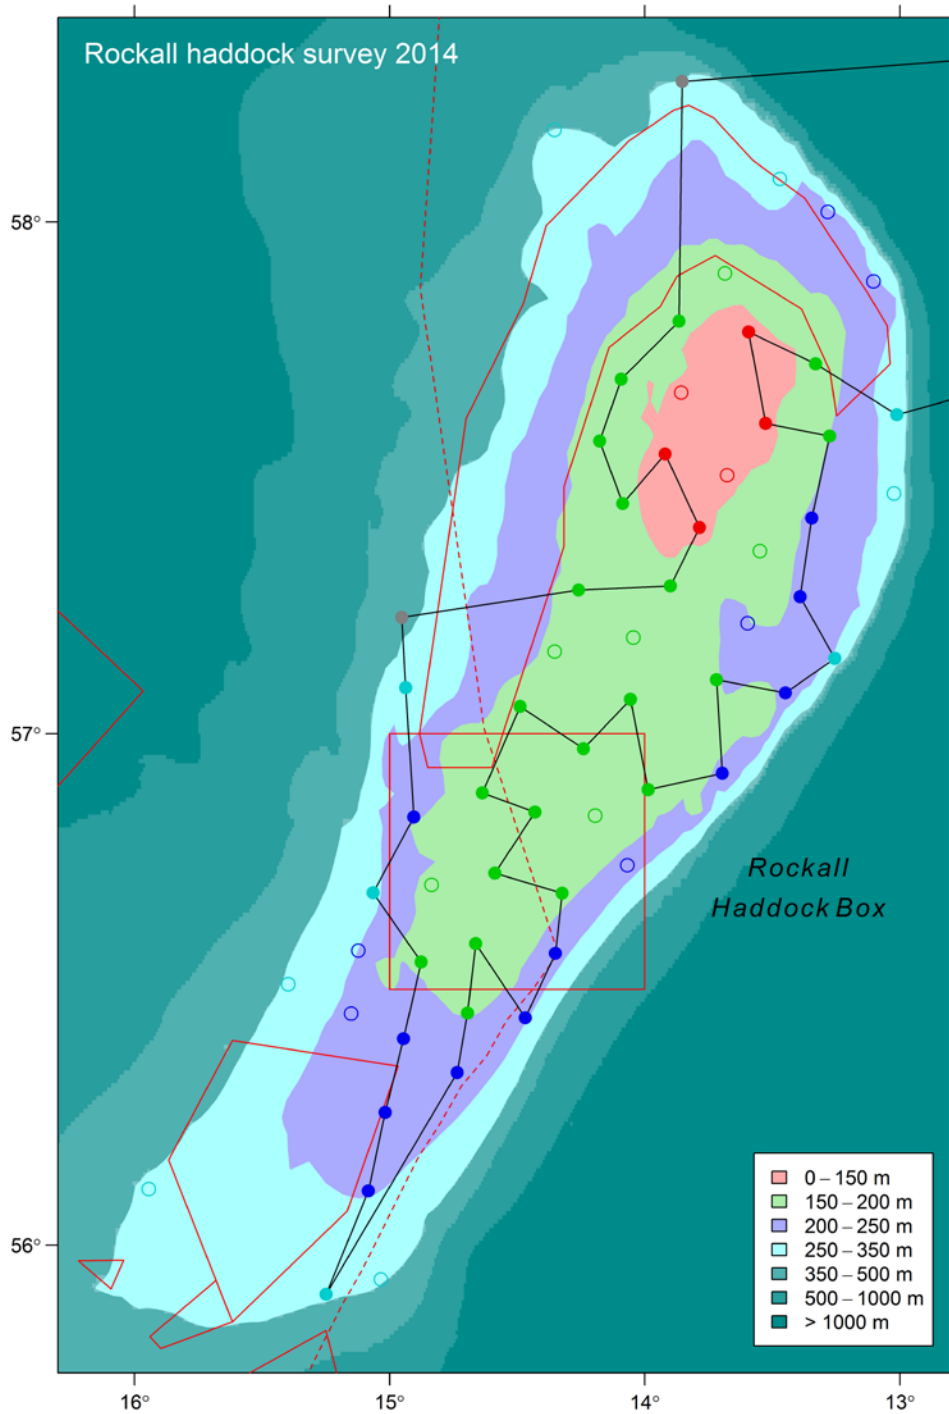 Rockall haddock survey 2014
58°
57°
56°
Rockall
Haddock Box
0 – 150 m
150 – 200 m
200 – 250 m
250 – 350 m
350 – 500 m
500 – 1000 m
> 1000 m
16° 15° 14° 13°